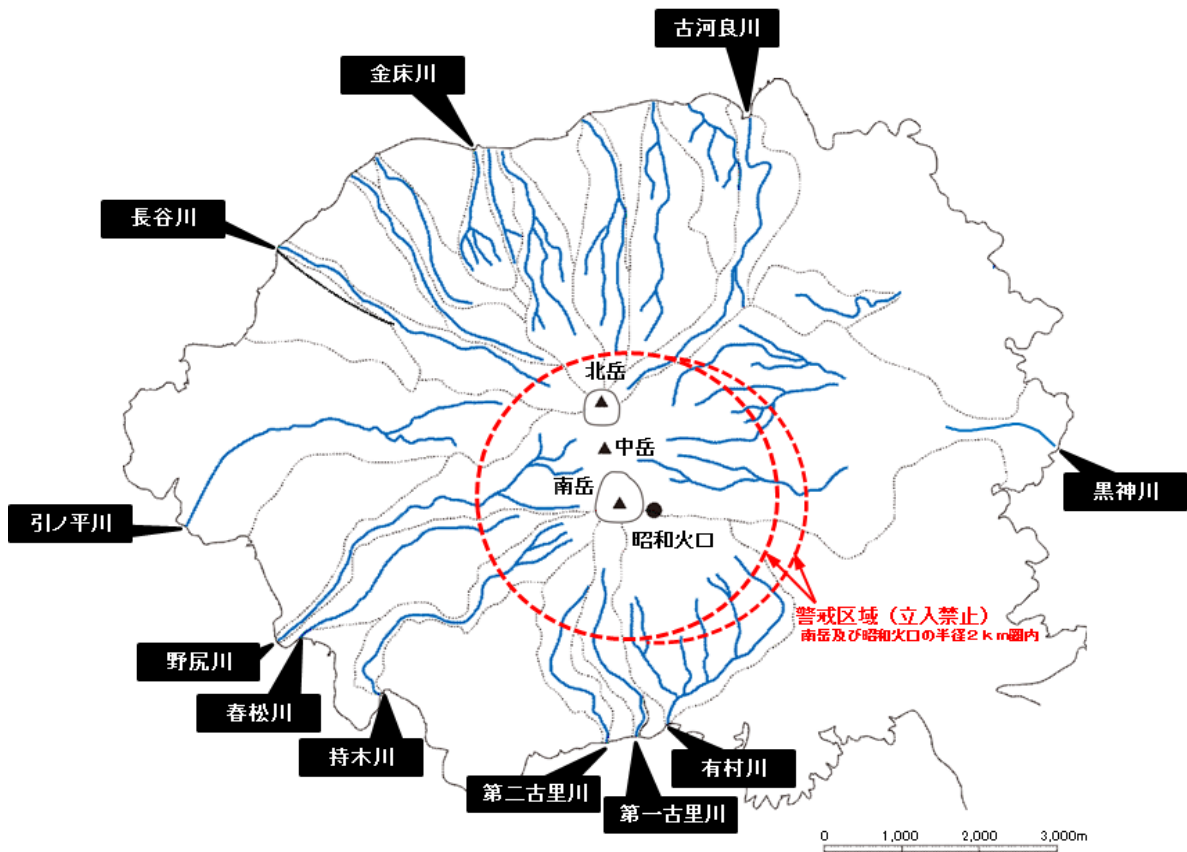 古河良川
金床川
長谷川
北岳
中岳
南岳
昭和火口
黒神川
引ノ平川
警戒区域（立入禁止）
南岳及び昭和火口の半径２ｋｍ圏内
野尻川
春松川
持木川
有村川
第二古里川
第一古里川
0 1,000 2,000 3,000m